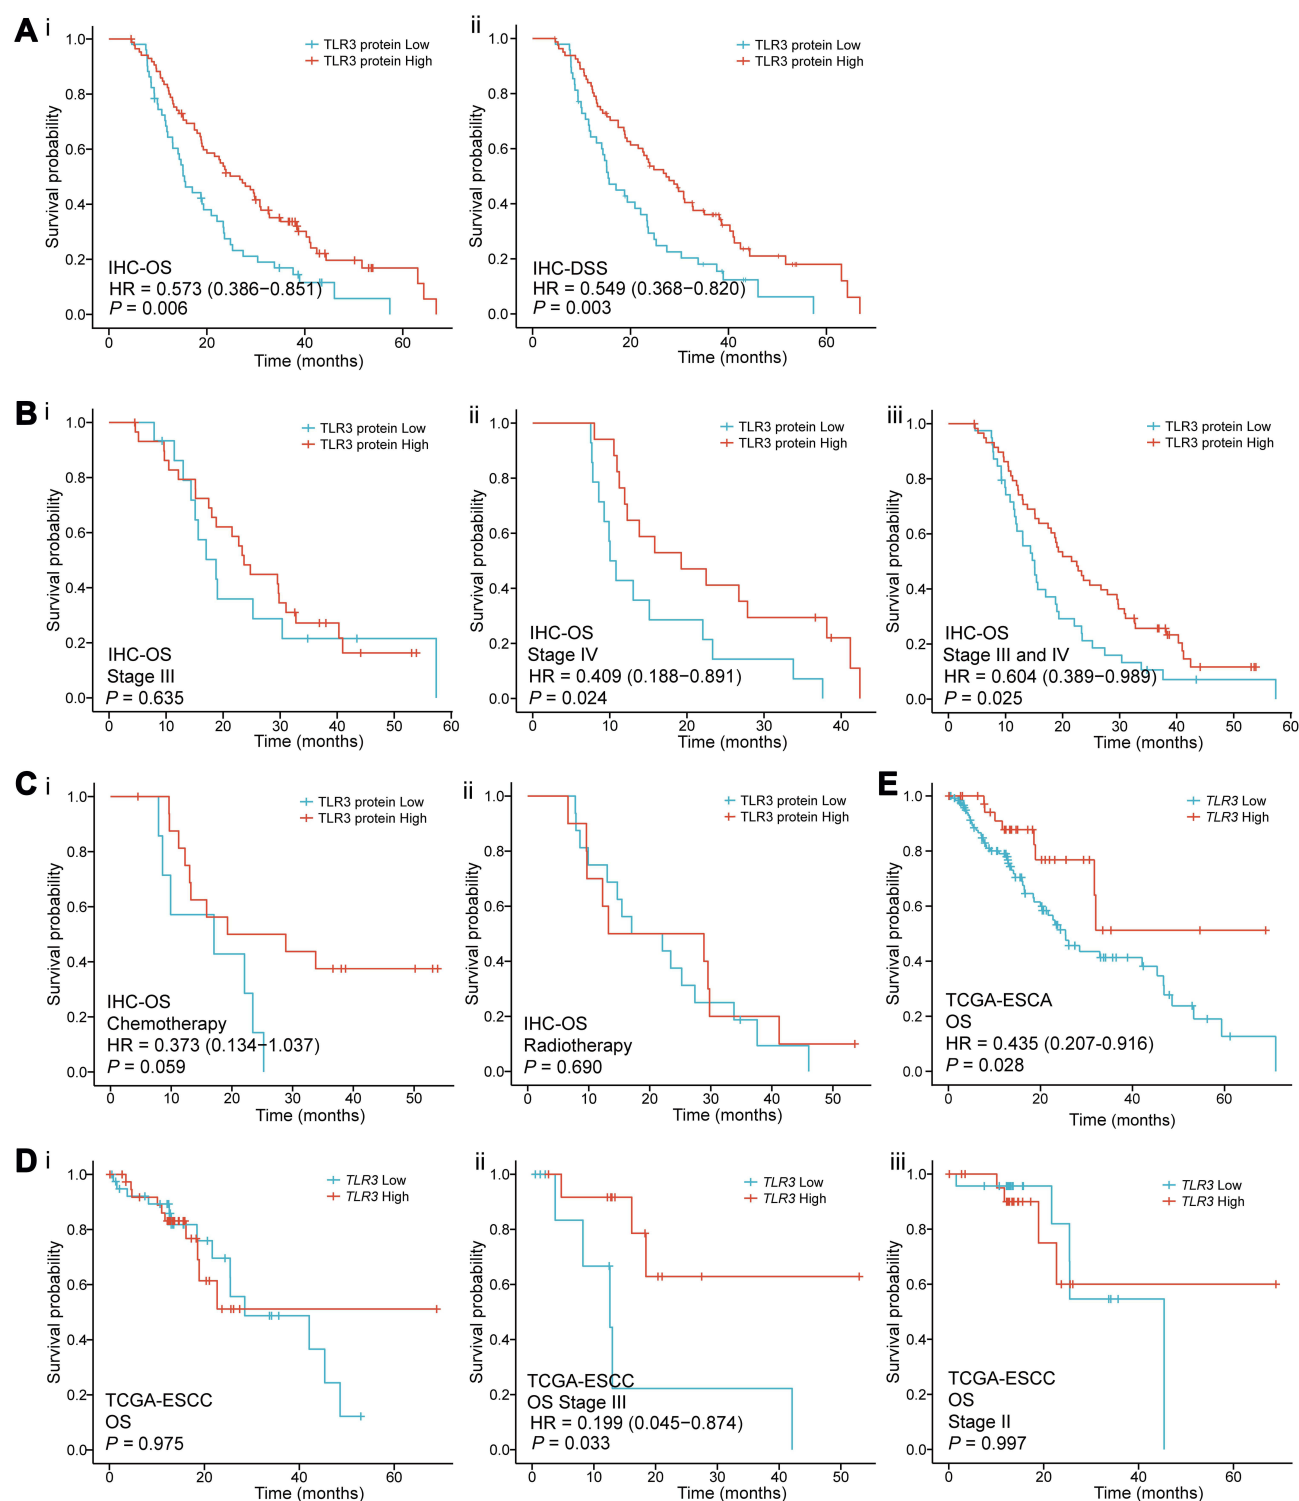 A
i
1.0
0.8
0.6
0.4
0.2
0.0
Survival probability
TLR3 protein Low
TLR3 protein High
IHC-OS
HR = 0.573 (0.386−0.851)
P = 0.006
0 20 40 60
Time (months)
ii
1.0
0.8
0.6
0.4
0.2
0.0
Survival probability
TLR3 protein Low
TLR3 protein High
IHC-DSS
HR = 0.549 (0.368−0.820)
P = 0.003
0 20 40 60
Time (months)
B
i
1.0
0.8
0.6
0.4
0.2
0.0
Survival probability
TLR3 protein Low
TLR3 protein High
IHC-OS
Stage III
P = 0.635
0 10 20 30 40 50 60
Time (months)
ii
1.0
0.8
0.6
0.4
0.2
0.0
Survival probability
TLR3 protein Low
TLR3 protein High
IHC-OS
Stage IV
HR = 0.409 (0.188−0.891)
P = 0.024
0 10 20 30 40
Time (months)
iii
1.0
0.8
0.6
0.4
0.2
0.0
Survival probability
TLR3 protein Low
TLR3 protein High
IHC-OS
Stage III and IV
HR = 0.604 (0.389−0.989)
P = 0.025
0 10 20 30 40 50 60
Time (months)
C
i
1.0
0.8
0.6
0.4
0.2
0.0
Survival probability
TLR3 protein Low
TLR3 protein High
IHC-OS
Chemotherapy
HR = 0.373 (0.134−1.037)
P = 0.059
0 10 20 30 40 50
Time (months)
ii
1.0
0.8
0.6
0.4
0.2
0.0
Survival probability
TLR3 protein Low
TLR3 protein High
IHC-OS
Radiotherapy
P = 0.690
0 10 20 30 40 50
Time (months)
E
1.0
0.8
0.6
0.4
0.2
0.0
Survival probability
TLR3 Low
TLR3 High
TCGA-ESCA
OS
HR = 0.435 (0.207-0.916)
P = 0.028
0 20 40 60
Time (months)
D
i
1.0
0.8
0.6
0.4
0.2
0.0
Survival probability
TLR3 Low
TLR3 High
TCGA-ESCC
OS
P = 0.975
0 20 40 60
Time (months)
ii
1.0
0.8
0.6
0.4
0.2
0.0
Survival probability
TLR3 Low
TLR3 High
TCGA-ESCC
OS Stage III
HR = 0.199 (0.045−0.874)
P = 0.033
0 10 20 30 40 50
Time (months)
iii
1.0
0.8
0.6
0.4
0.2
0.0
Survival probability
TLR3 Low
TLR3 High
TCGA-ESCC
OS
Stage II
P = 0.997
0 20 40 60
Time (months)